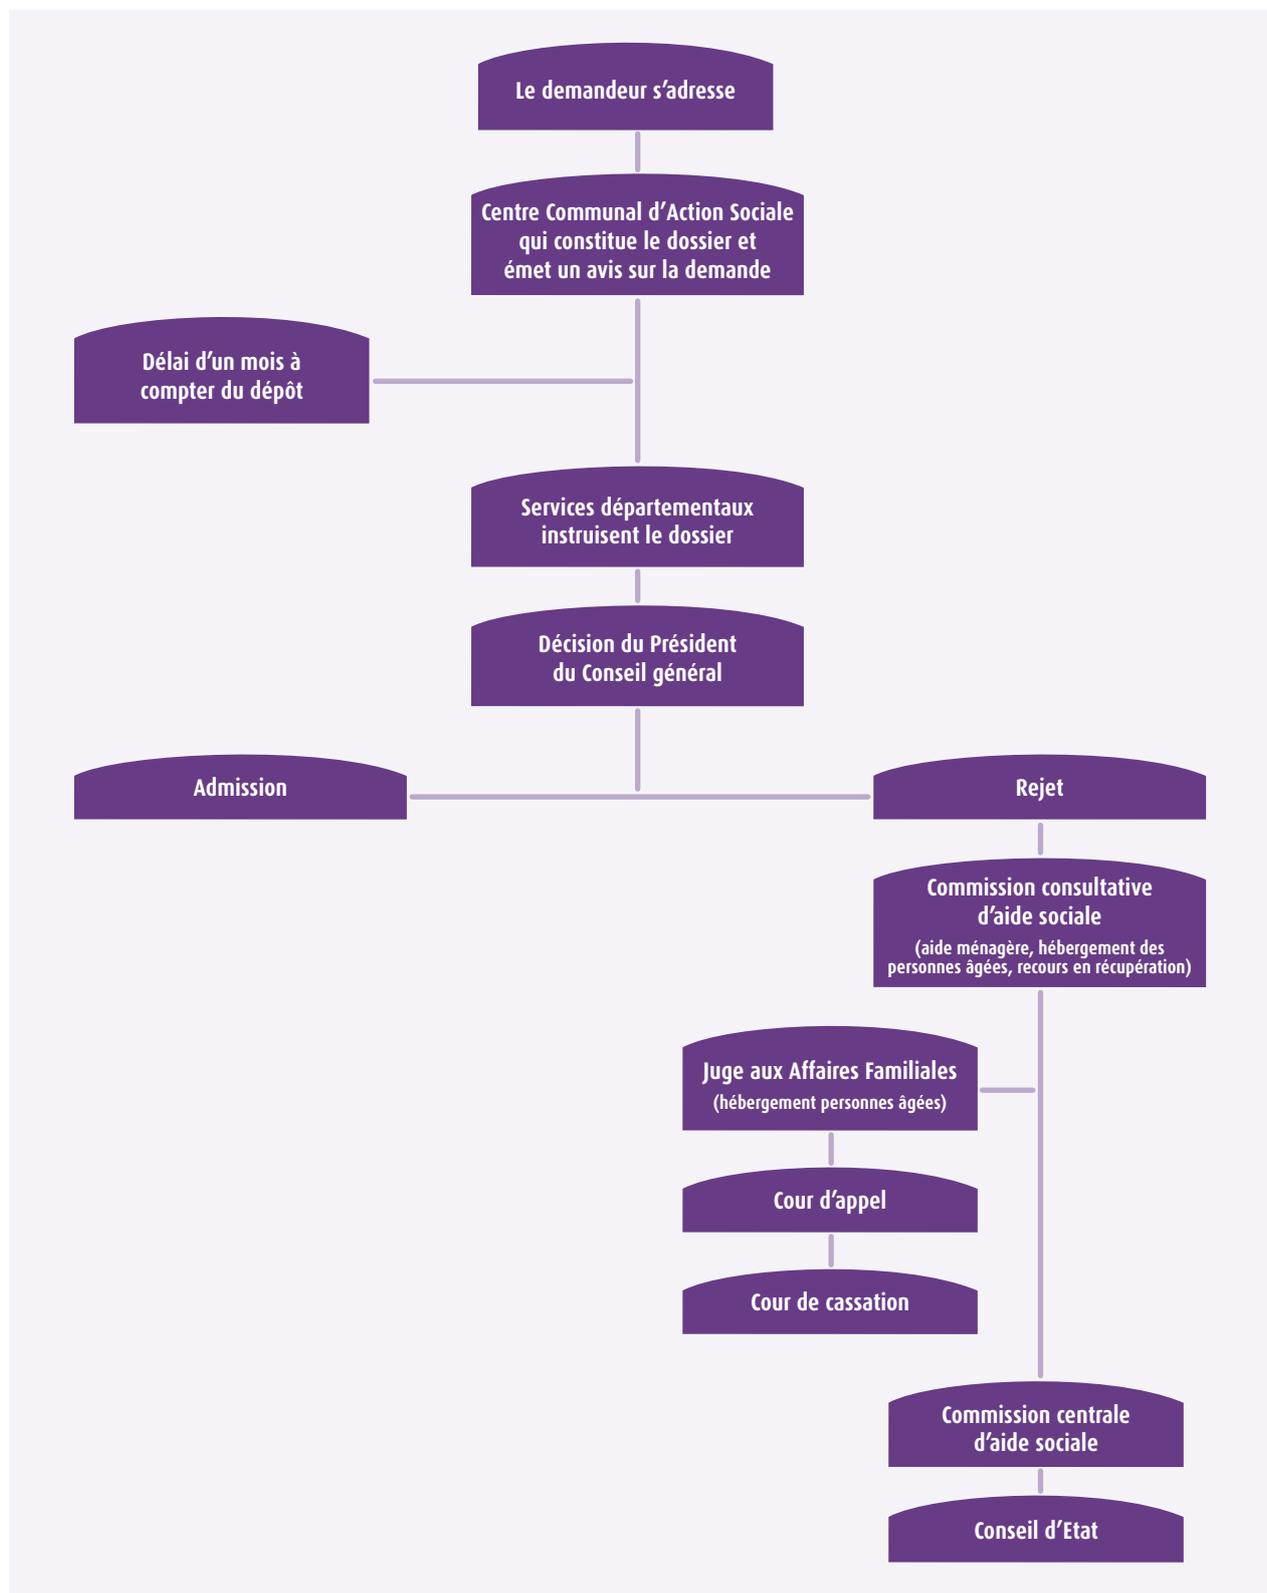 Le demandeur s’adresse
Centre Communal d’Action Sociale
qui constitue le dossier et
émet un avis sur la demande
Délai d’un mois à
compter du dépôt
Services départementaux
instruisent le dossier
Décision du Président
du Conseil général
Admission
Rejet
Commission consultative
d’aide sociale
(aide ménagère, hébergement des
personnes âgées, recours en récupération)
Juge aux Affaires Familiales
(hébergement personnes âgées)
Cour d’appel
Cour de cassation
Commission centrale
d’aide sociale
Conseil d’Etat